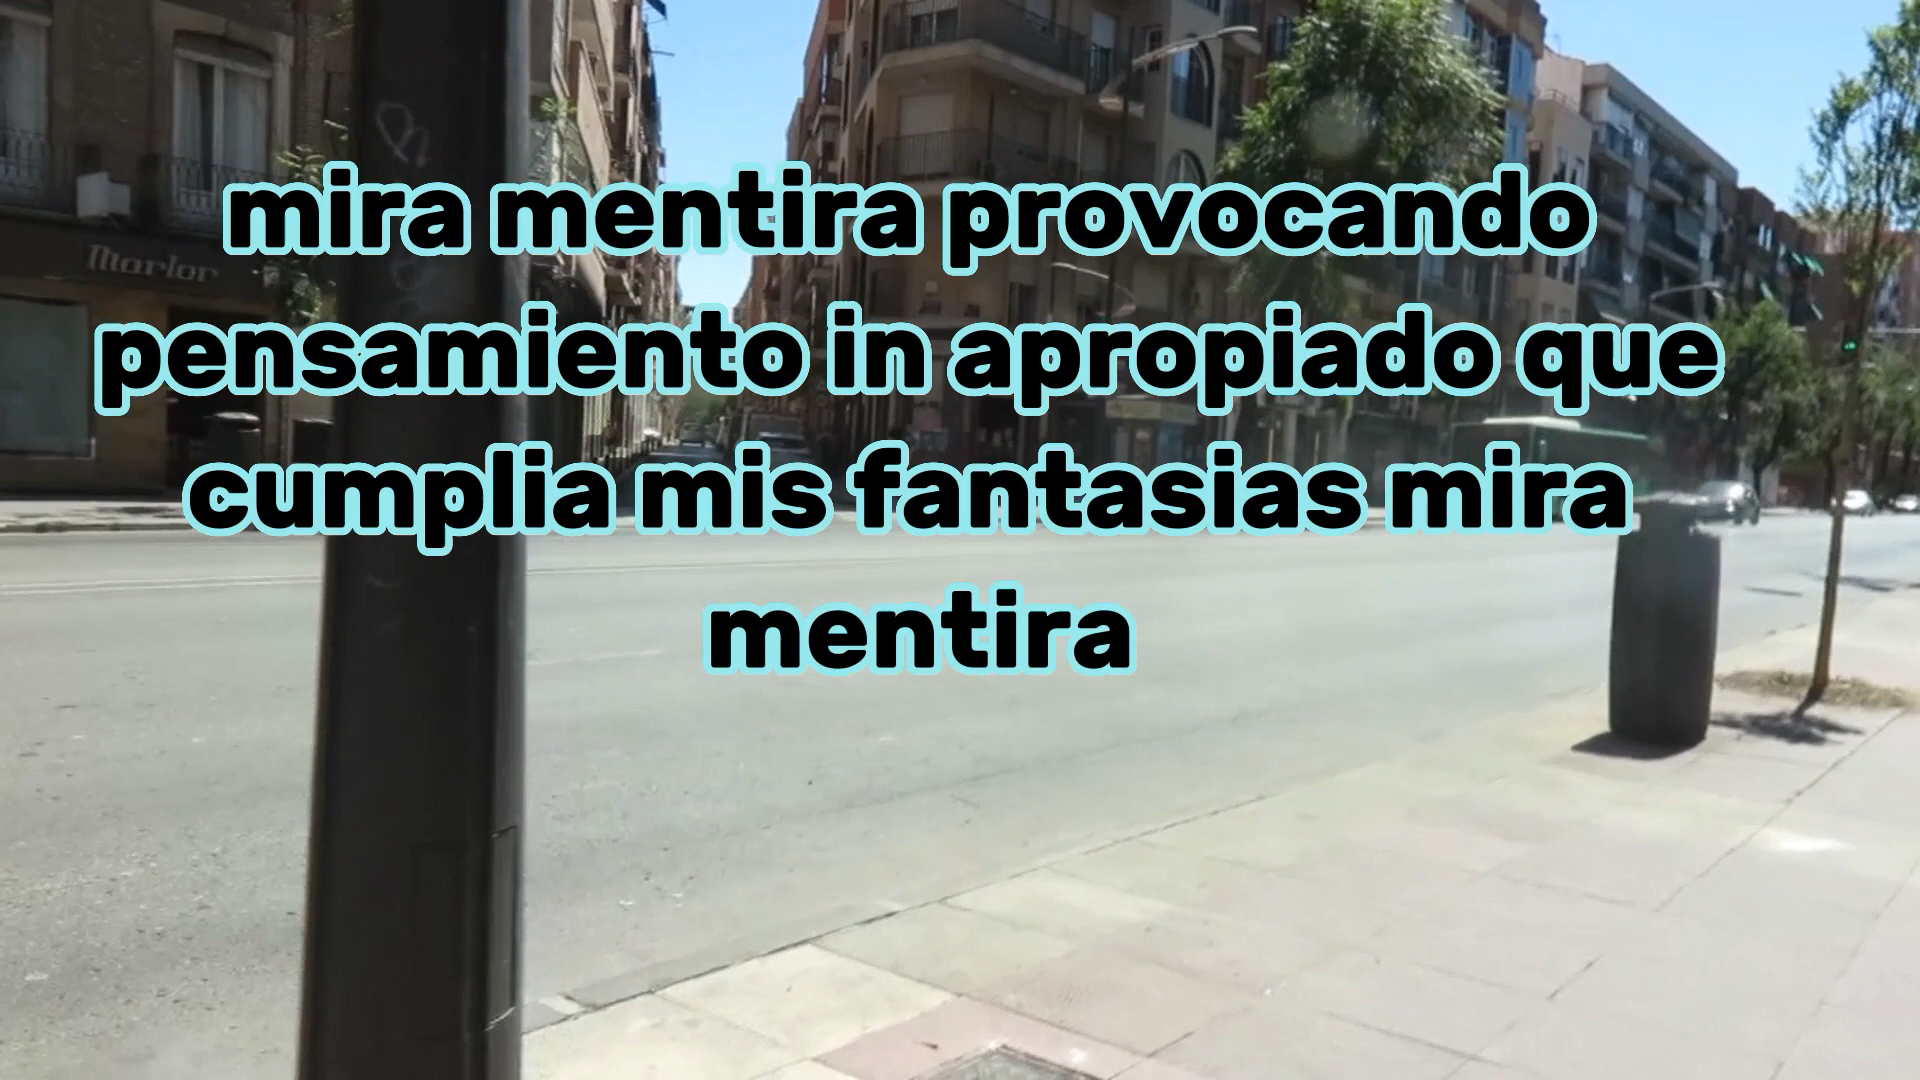 Marlor
mira mentira provocando
pensamiento in apropiado que
cumplia mis fantasias mira
mentira